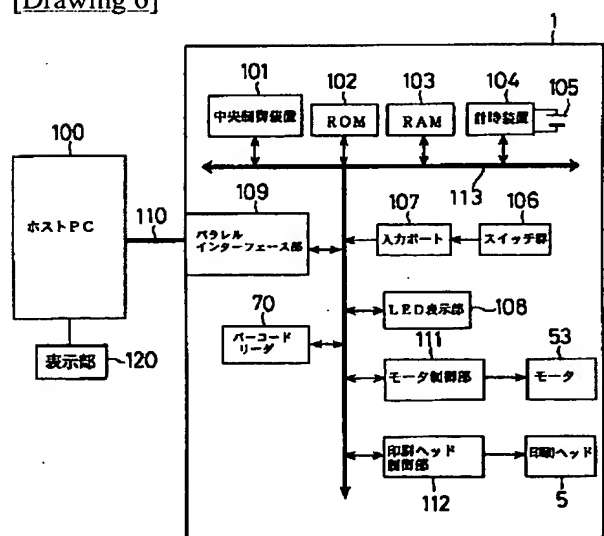 [Drawing 6]
1
101
102
103
104
105
中央制御装置
ROM
RAM
計時装置
100
ホストPC
110
109
パラレル
インターフェース部
113
107
106
入力ポート
スイッチ群
70
バーコード
リーダ
LED表示部
108
表示部
120
111
53
モータ制御部
モータ
印刷ヘッド
制御部
印刷ヘッド
112
5